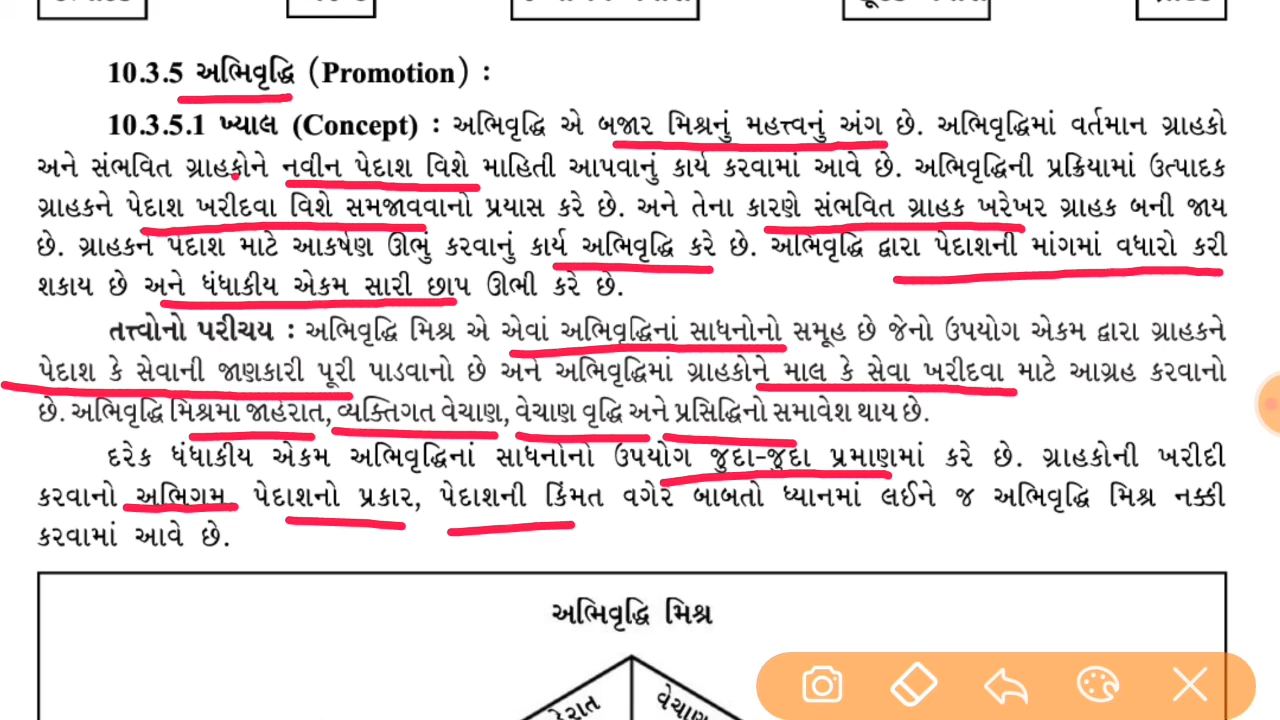 10.3.5 અભિવૃદ્ધિ (Promotion) :
10.3.5.1 ખ્યાલ (Concept) : અભિવૃદ્ધિ એ બજાર મિશ્રનું મહત્ત્વનું અંગ છે. અભિવૃદ્ધિમાં વર્તમાન ગ્રાહકો
અને સંભવિત ગ્રાહકોને નવીન પેદાશ વિશે માહિતી આપવાનું કાર્ય કરવામાં આવે છે. અભિવૃદ્ધિની પ્રક્રિયામાં ઉત્પાદક
ગ્રાહકને પેદાશ ખરીદવા વિશે સમજાવવાનો પ્રયાસ કરે છે. અને તેના કારણે સંભવિત ગ્રાહક ખરેખર ગ્રાહક બની જાય
છે. ગ્રાહકને પેદાશ માટે આકર્ષણ ઊભું કરવાનું કાર્ય અભિવૃદ્ધિ કરે છે. અભિવૃદ્ધિ દ્વારા પેદાશની માંગમાં વધારો કરી
શકાય છે અને ધંધાકીય એકમ સારી છાપ ઊભી કરે છે.
તત્ત્વોનો પરીચય : અભિવૃદ્ધિ મિશ્ર એ એવાં અભિવૃદ્ધિનાં સાધનોનો સમૂહ છે જેનો ઉપયોગ એકમ દ્વારા ગ્રાહકને
પેદાશ કે સેવાની જાણકારી પૂરી પાડવાનો છે અને અભિવૃદ્ધિમાં ગ્રાહકોને માલ કે સેવા ખરીદવા માટે આગ્રહ કરવાનો
છે. અભિવૃદ્ધિ મિશ્રમાં જાહેરાત, વ્યક્તિગત વેચાણ, વેચાણ વૃદ્ધિ અને પ્રસિદ્ધિનો સમાવેશ થાય છે.
દરેક ધંધાકીય એકમ અભિવૃદ્ધિનાં સાધનોનો ઉપયોગ જુદા-જૂદા પ્રમાણમાં કરે છે. ગ્રાહકોની ખરીદી
કરવાનો અભિગમ પેદાશનો પ્રકાર, પેદાશની કિંમત વગેરે બાબતો ધ્યાનમાં લઈને જ અભિવૃદ્ધિ મિશ્ર નક્કી
કરવામાં આવે છે.
અભિવૃદ્ધિ મિશ્ર
વેચાણ